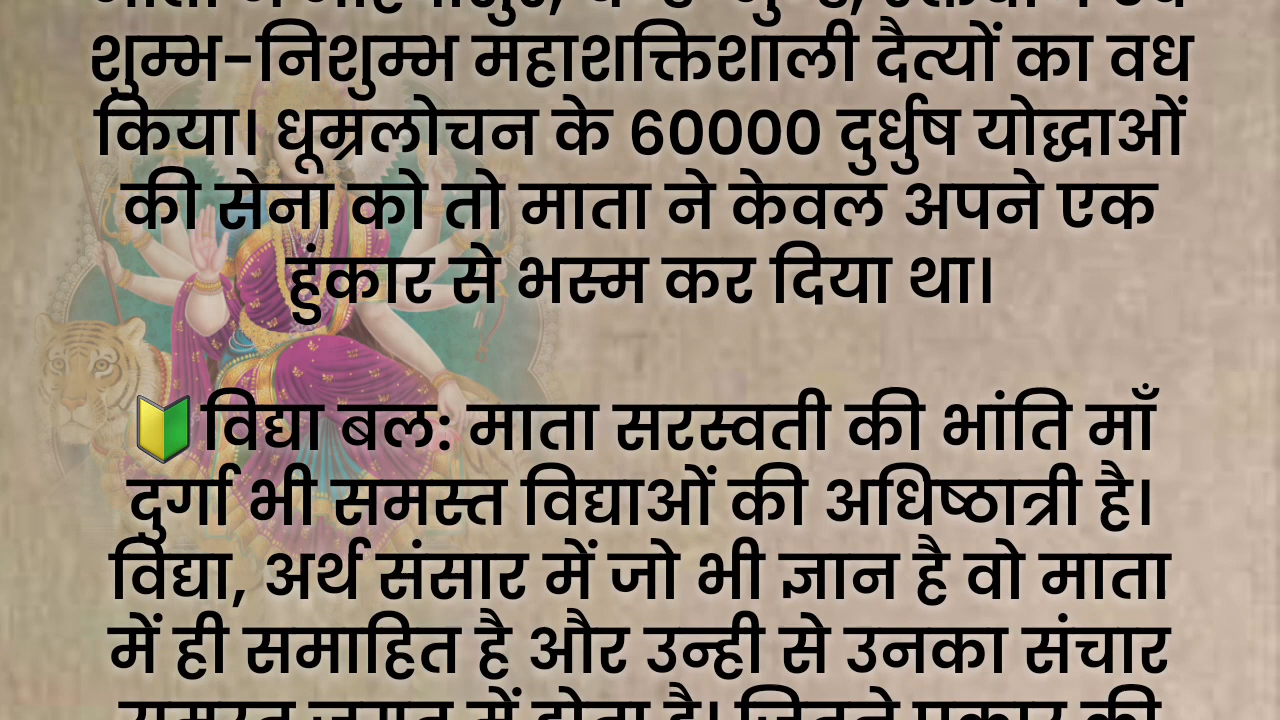 शुम्भ-निशुम्भ महाशक्तिशाली दैत्यों का वध
किया। धूम्रलोचन के 60000 दुर्धुष योद्धाओं
की सेना को तो माता ने केवल अपने एक
हुंकार से भस्म कर दिया था।
विद्या बल: माता सरस्वती की भांति माँ
दुर्गा भी समस्त विद्याओं की अधिष्ठात्री है।
विद्या, अर्थ संसार में जो भी ज्ञान है वो माता
में ही समाहित है और उन्ही से उनका संचार